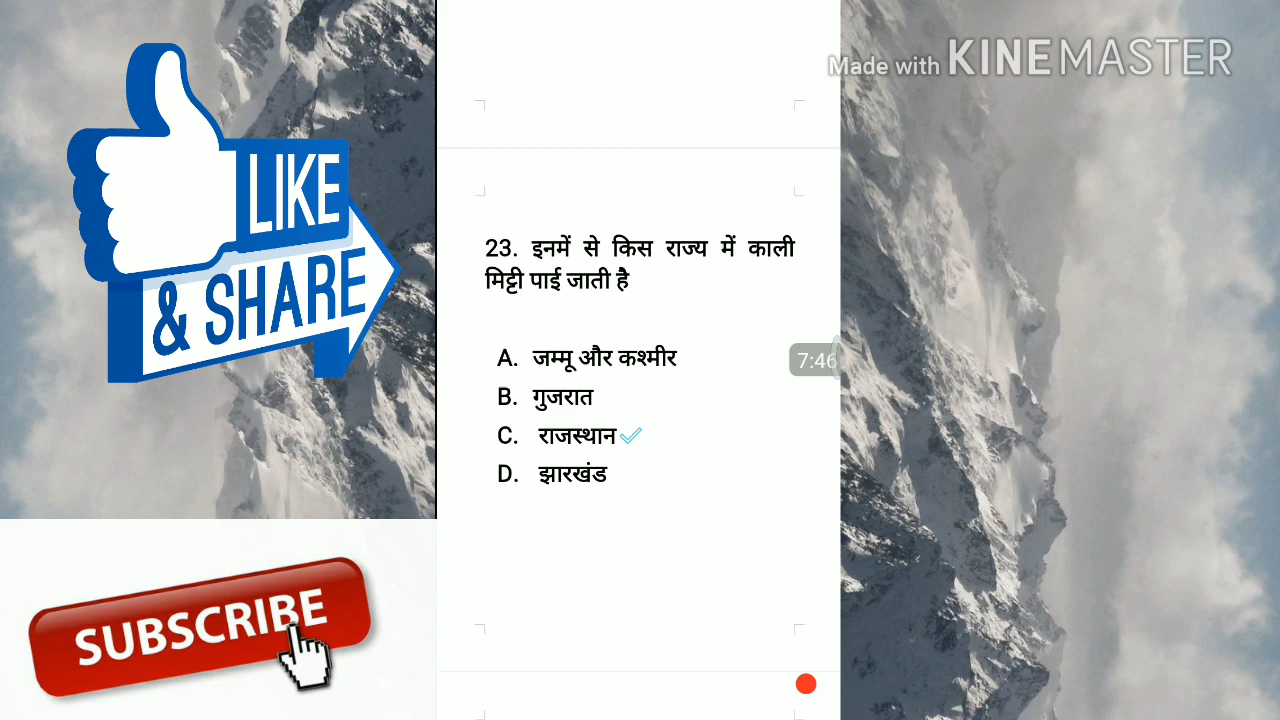 Made with KINEMASTER
LIKE
& SHARE
23. इनमें से किस राज्य में काली
मिट्टी पाई जाती है
A. जम्मू और कश्मीर
7:46
B. गुजरात
C. राजस्थान
D. झारखंड
SUBSCRIBE